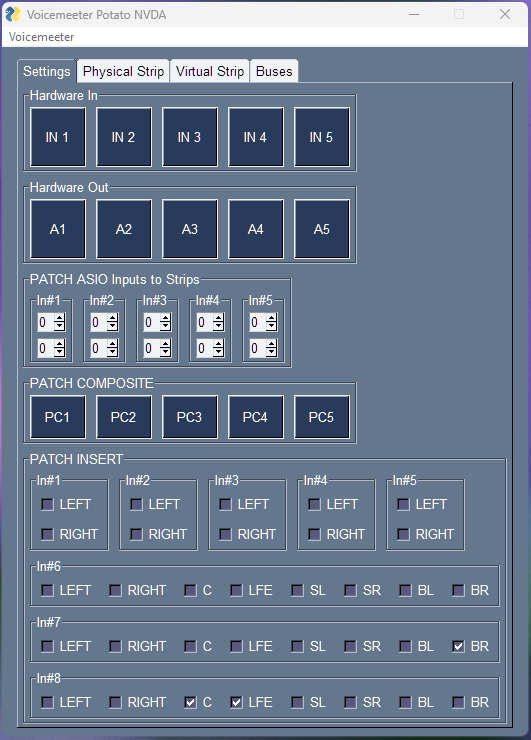 Voicemeeter Potato NVDA
Voicemeeter
Settings Physical Strip Virtual Strip Buses
Hardware In
IN 1 IN 2 IN 3 IN 4 IN 5
Hardware Out
A1 A2 A3 A4 A5
PATCH ASIO Inputs to Strips
In#1 In#2 In#3 In#4 In#5
0 0 0 0 0
0 0 0 0 0
PATCH COMPOSITE
PC1 PC2 PC3 PC4 PC5
PATCH INSERT
In#1 In#2 In#3 In#4 In#5
LEFT LEFT LEFT LEFT LEFT
RIGHT RIGHT RIGHT RIGHT RIGHT
In#6
LEFT RIGHT C LFE SL SR BL BR
In#7
LEFT RIGHT C LFE SL SR BL BR
In#8
LEFT RIGHT C LFE SL SR BL BR